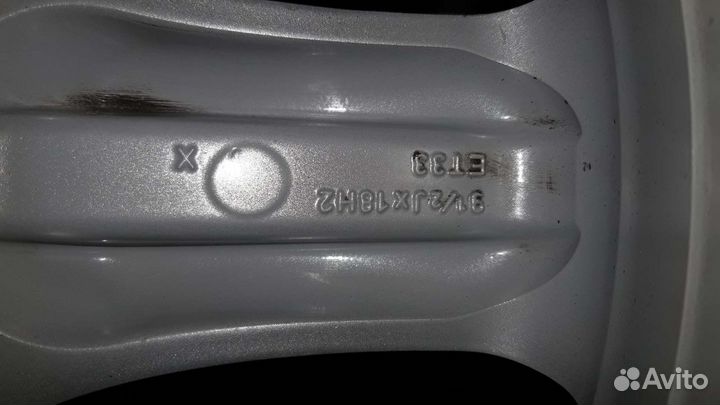 9½Jx18H2
ET33
X
Avito